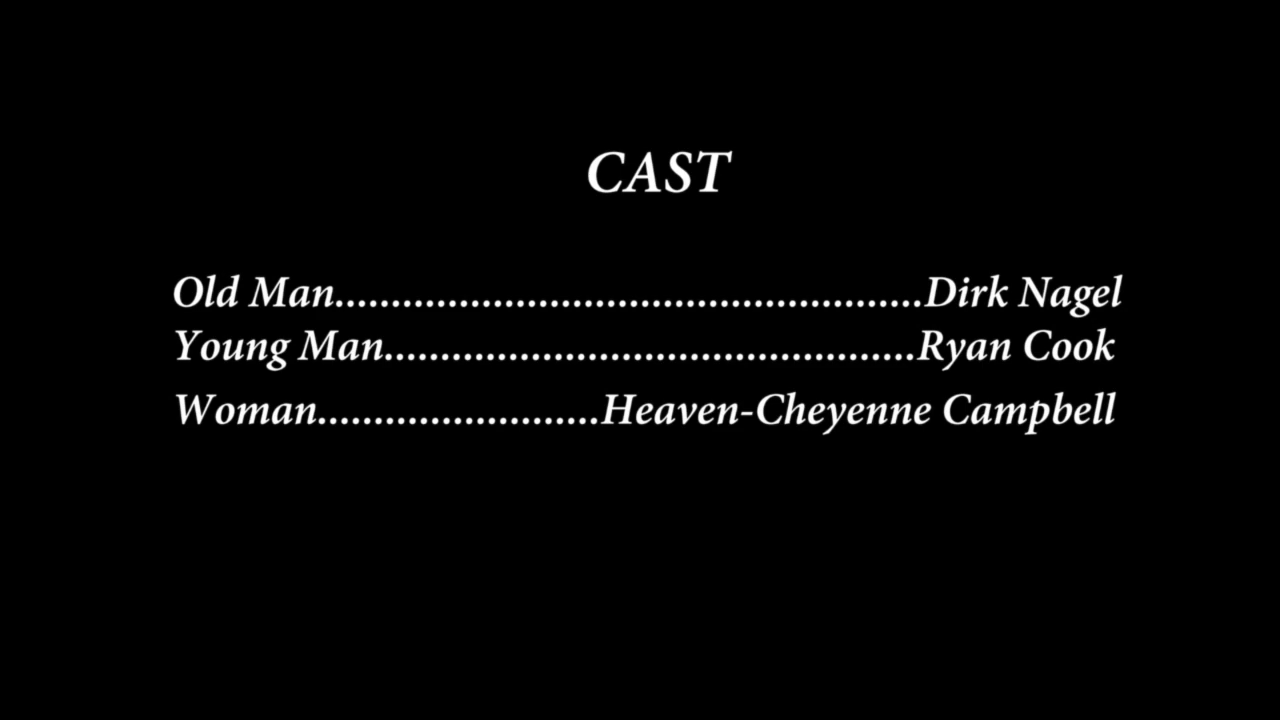 CAST
Old Man....................................................Dirk Nagel
Young Man...............................................Ryan Cook
Woman.........................Heaven-Cheyenne Campbell